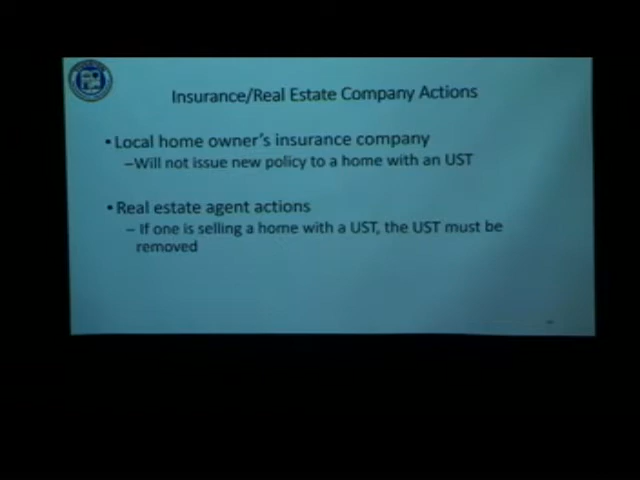 Insurance/Real Estate Company Actions
• Local home owner's insurance company
–Will not issue new policy to a home with an UST
• Real estate agent actions
– If one is selling a home with a UST, the UST must be
removed